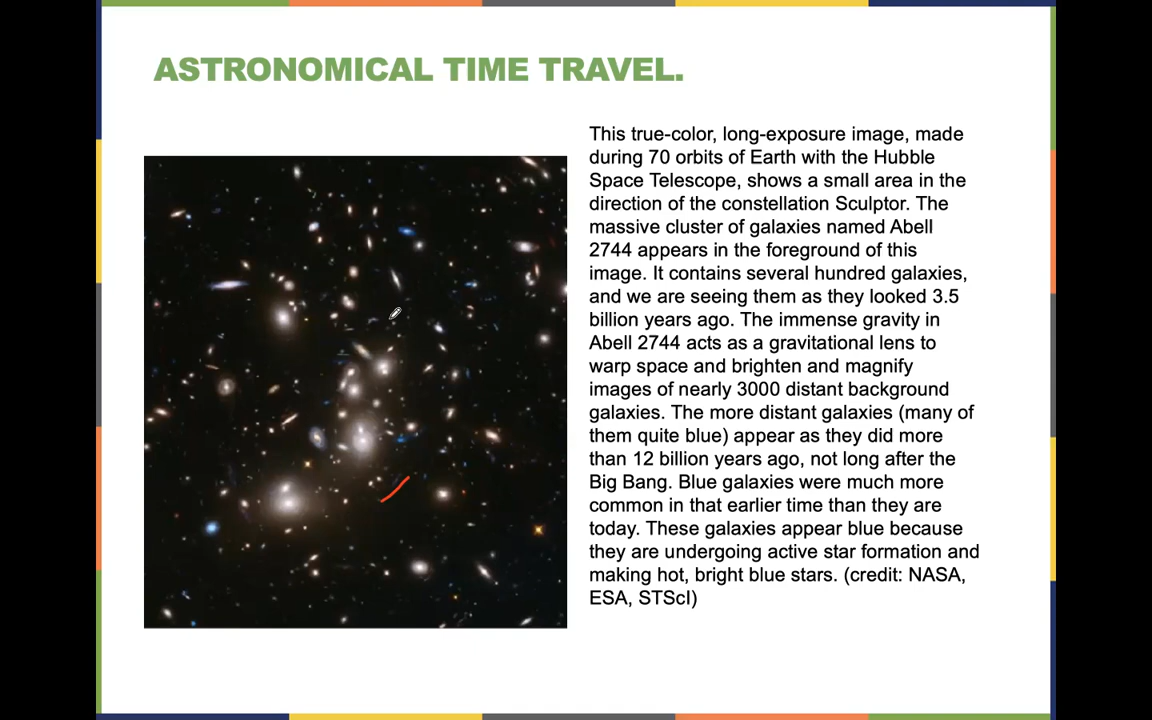 ASTRONOMICAL TIME TRAVEL.
This true-color, long-exposure image, made
during 70 orbits of Earth with the Hubble
Space Telescope, shows a small area in the
direction of the constellation Sculptor. The
massive cluster of galaxies named Abell
2744 appears in the foreground of this
image. It contains several hundred galaxies,
and we are seeing them as they looked 3.5
billion years ago. The immense gravity in
Abell 2744 acts as a gravitational lens to
warp space and brighten and magnify
images of nearly 3000 distant background
galaxies. The more distant galaxies (many of
them quite blue) appear as they did more
than 12 billion years ago, not long after the
Big Bang. Blue galaxies were much more
common in that earlier time than they are
today. These galaxies appear blue because
they are undergoing active star formation and
making hot, bright blue stars. (credit: NASA,
ESA, STScI)